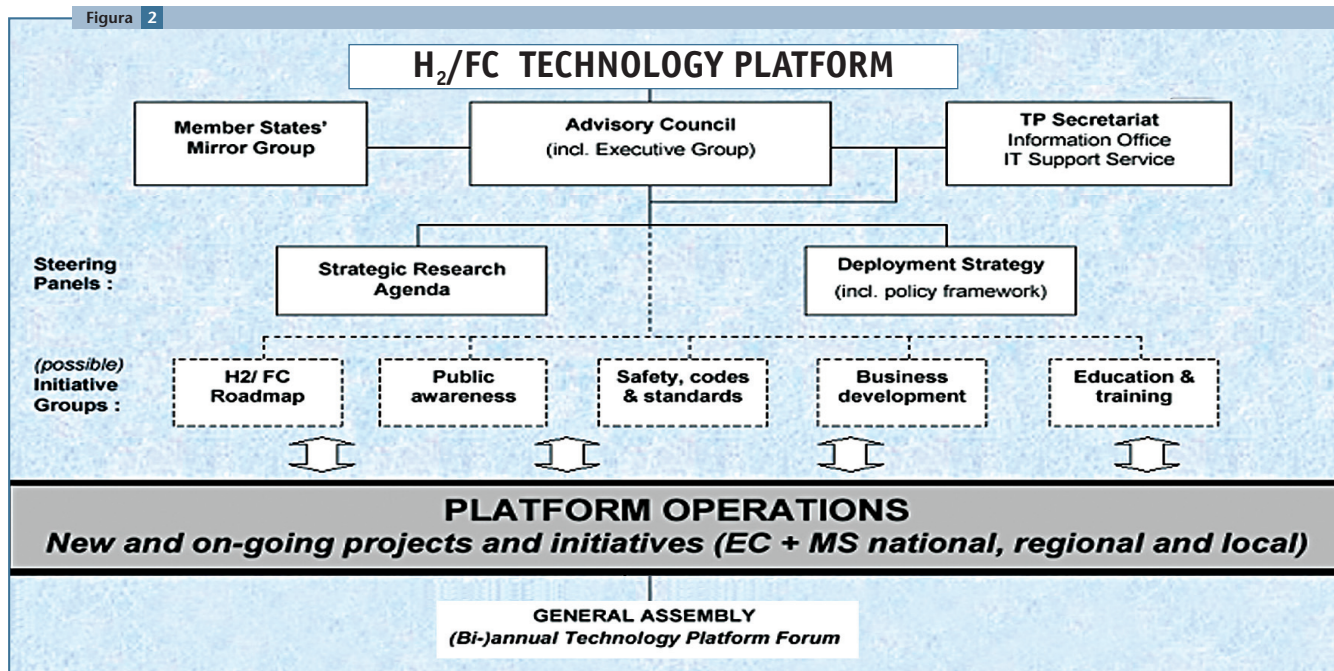 Figura 2
H₂/FC TECHNOLOGY PLATFORM
Member States'
Mirror Group
Advisory Council
(incl. Executive Group)
TP Secretariat
Information Office
IT Support Service
Steering
Panels :
Strategic Research
Agenda
Deployment Strategy
(incl. policy framework)
(possible)
Initiative
Groups :
H2/ FC
Roadmap
Public
awareness
Safety, codes
& standards
Business
development
Education &
training
PLATFORM OPERATIONS
New and on-going projects and initiatives (EC + MS national, regional and local)
GENERAL ASSEMBLY
(Bi-)annual Technology Platform Forum